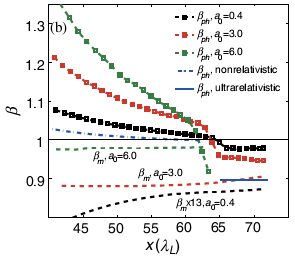 (b)
β_ph, a_0=0.4
β_ph, a_0=3.0
β_ph, a_0=6.0
β_ph, nonrelativistic
β_ph, ultrarelativistic
1.3
1.2
1.1
1
0.9
β
β_m, a_0=6.0
β_m, a_0=3.0
β_m x13, a_0=0.4
45 50 55 60 65 70 75
x(λ_L)